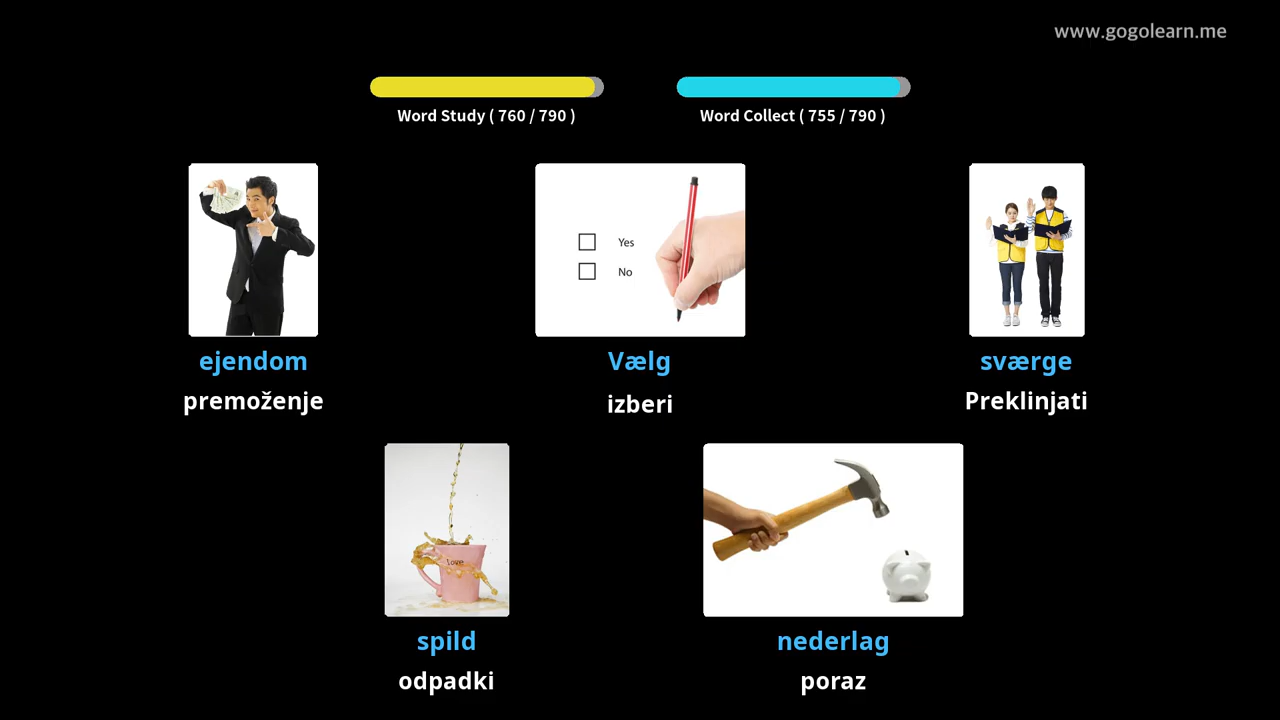 www.gogolearn.me
Word Study ( 760 / 790 )
Word Collect ( 755 / 790 )
Yes
No
ejendom
premoženje
Vælg
izberi
sværge
Preklinjati
love
spild
odpadki
nederlag
poraz